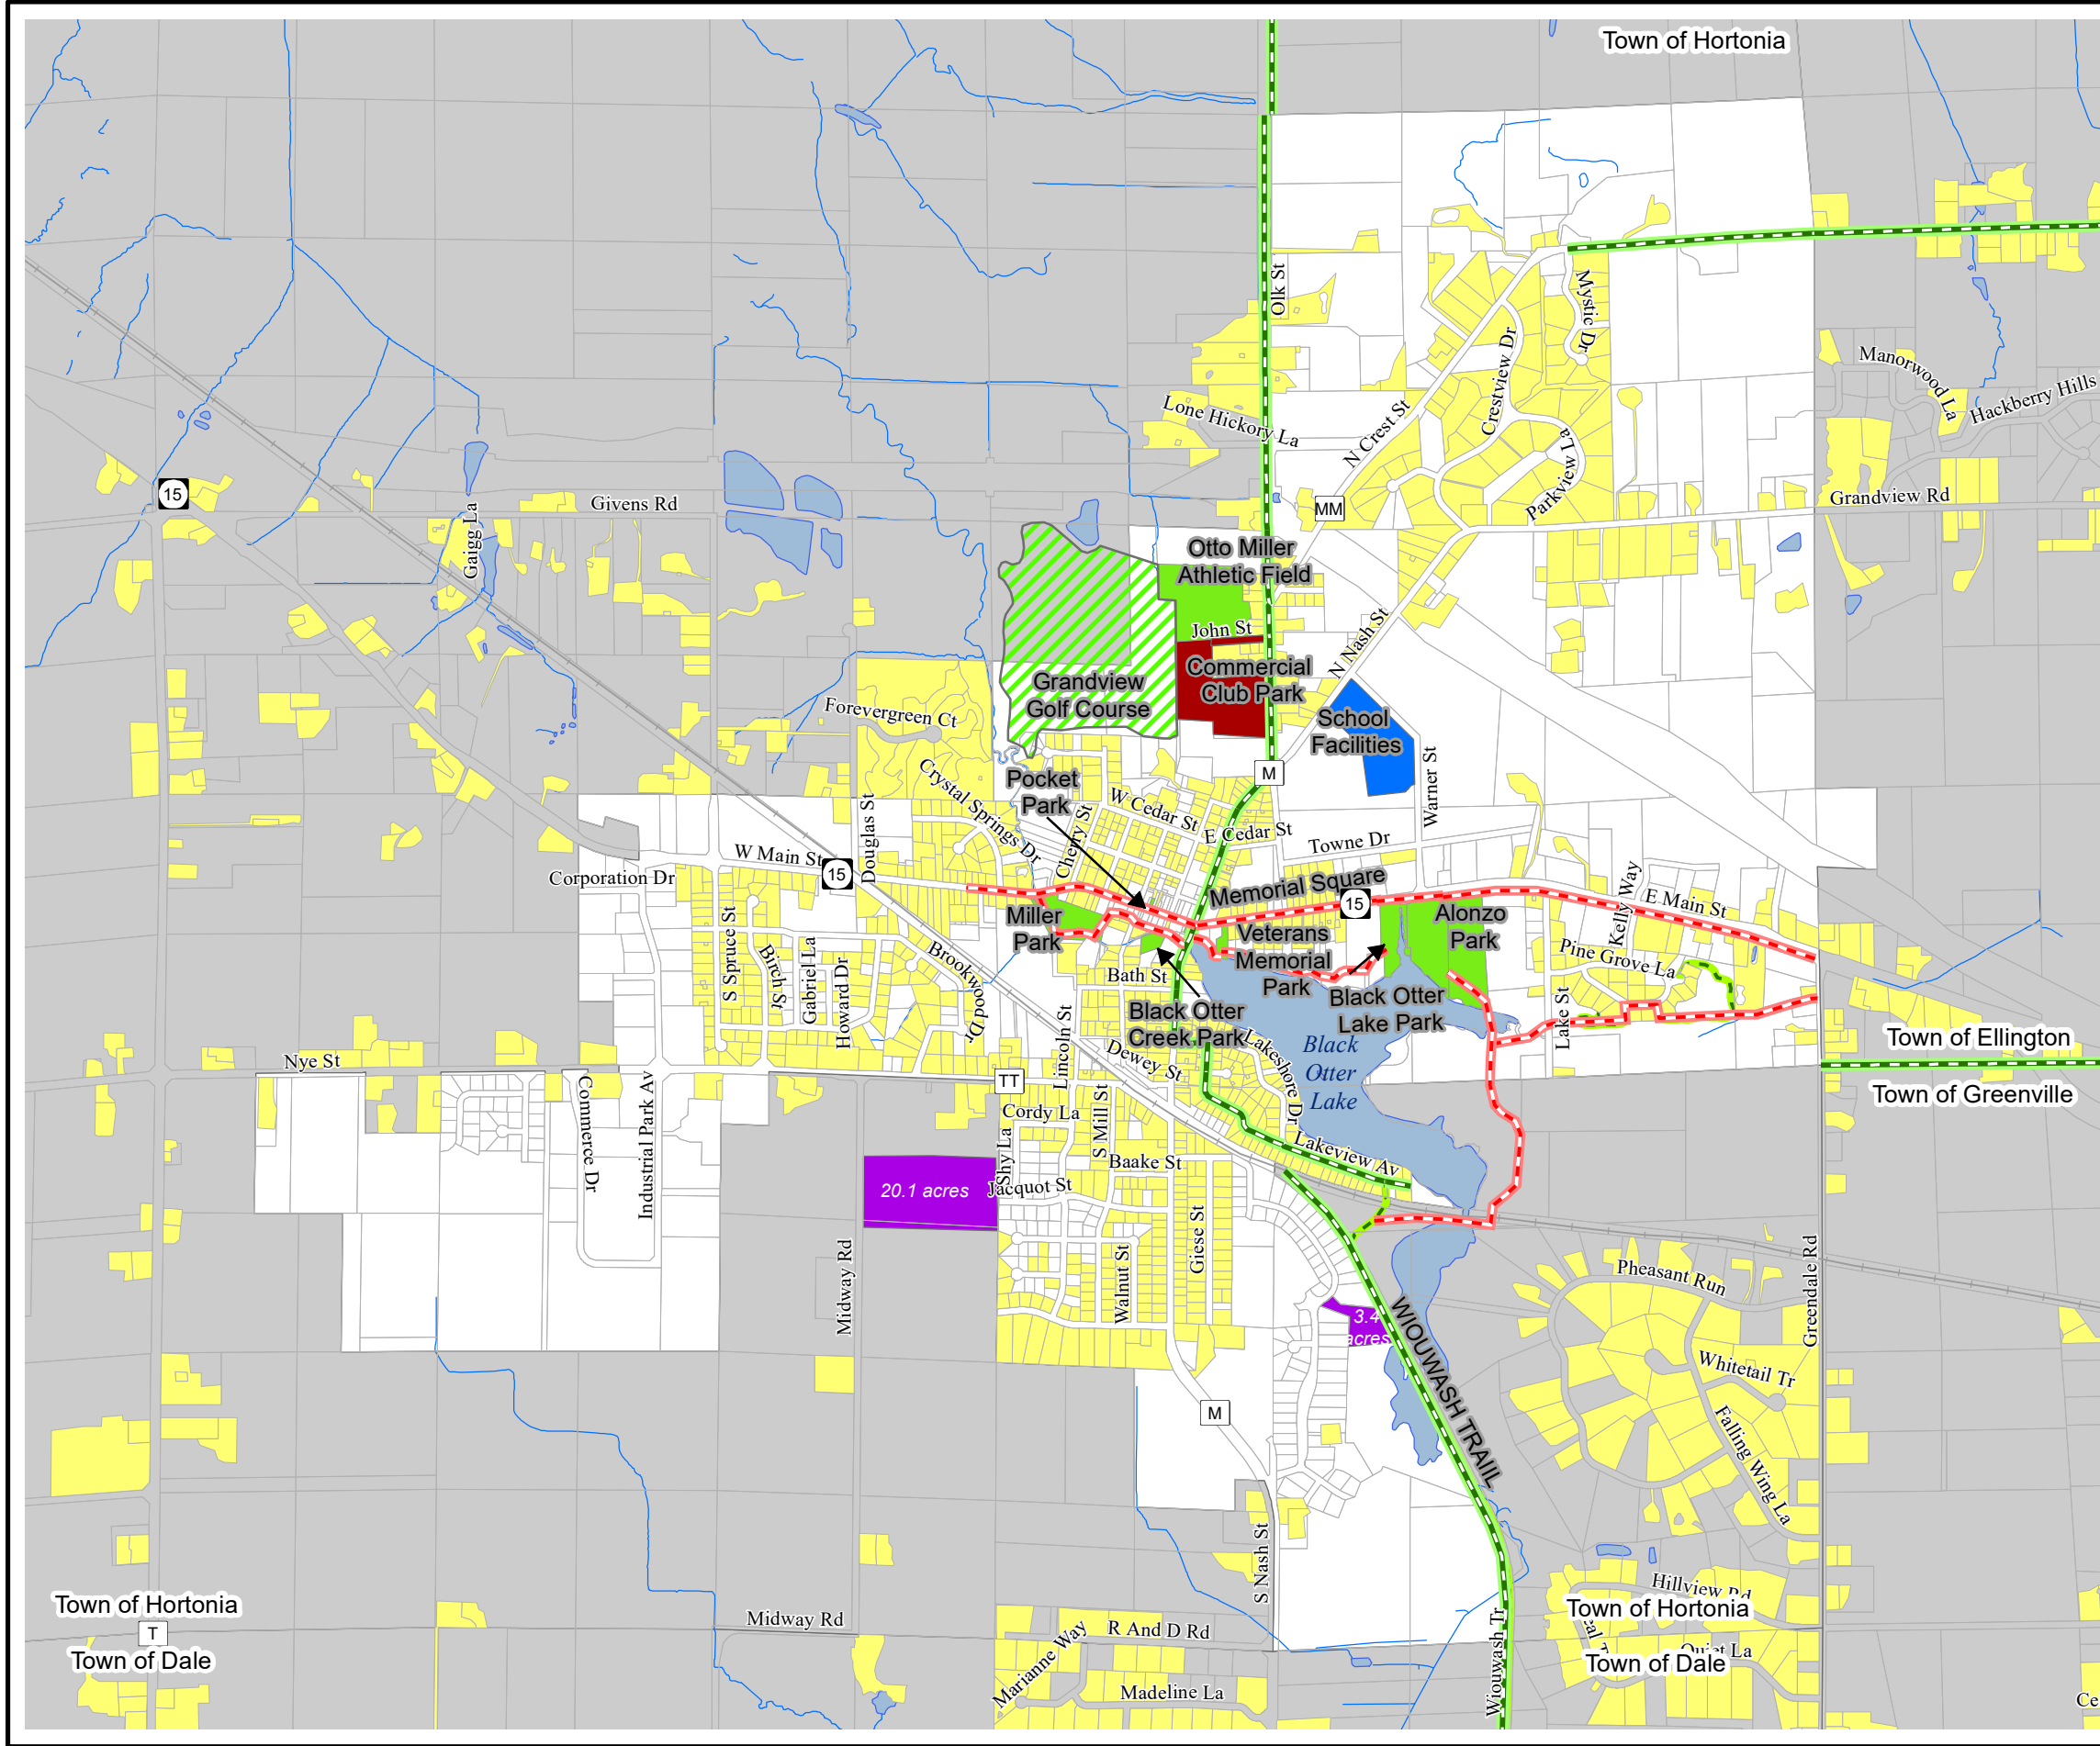 Town of Hortonia
Olk St
Mystic Dr
Crestview Dr
Manorwood La
Hackberry Hills
Lone Hickory La
N Crest St
Parkview La
15
Givens Rd
Gaigg La
MM
Grandview Rd
Otto Miller
Athletic Field
John St
N Nash St
Commercial
Club Park
Grandview
Golf Course
Forevergreen Ct
School
Facilities
Pocket
Park
M
Warner St
Crystal Springs Dr
Cherry St
W Cedar St
E Cedar St
Towne Dr
Douglas St
W Main St
15
Corporation Dr
Memorial Square
15
Kelly Way
E Main St
Miller
Park
Alonzo
Park
Veterans
Memorial
Park
Pine Grove La
S Spruce St
Birch St
Gabriel La
Howard Dr
Brookwood Dr
Bath St
Black Otter
Lake Park
Black Otter
Creek Park
Lake St
Lincoln St
Dewey St
Lakeshore Dr
Black
Otter
Lake
Town of Ellington
Nye St
TT
Town of Greenville
Commerce Dr
Industrial Park Av
Cordy La
S Mill St
Shy La
Lakeview Av
Baake St
20.1 acres
Jacquot St
Giese St
Walnut St
Midway Rd
Greendale Rd
Pheasant Run
3.4
acres
WIOUWASH TRAIL
Whitetail Tr
Falling Wing La
M
S Nash St
Town of Hortonia
T
Town of Dale
Midway Rd
R And D Rd
Marianne Way
Madeline La
Wiouwash Tr
Hillview Rd
Town of Hortonia
Quiet La
Town of Dale